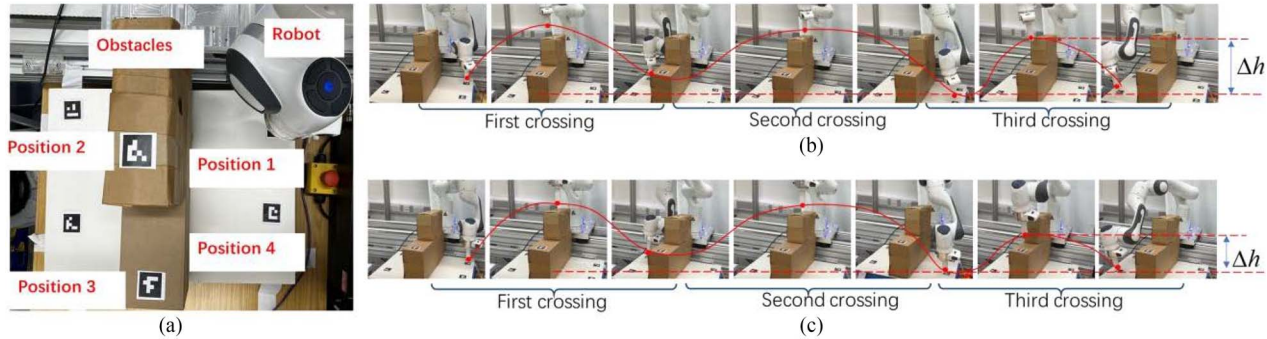 Obstacles
Robot
Position 2
Position 1
Position 4
Position 3
(a)
Δh
First crossing
Second crossing
Third crossing
(b)
Δh
First crossing
Second crossing
Third crossing
(c)